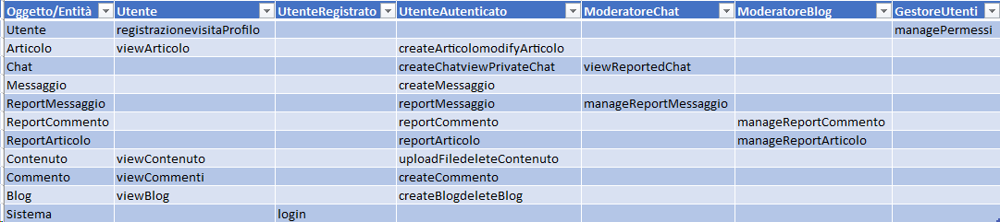 Oggetto/Entità Utente UtenteRegistrato UtenteAutenticato ModeratoreChat ModeratoreBlog GestoreUtenti
Utente registrazionevisitaProfilo managePermessi
Articolo viewArticolo createArticolomodifyArticolo
Chat createChatviewPrivateChat viewReportedChat
Messaggio createMessaggio
ReportMessaggio reportMessaggio manageReportMessaggio
ReportCommento reportCommento manageReportCommento
ReportArticolo reportArticolo manageReportArticolo
Contenuto viewContenuto uploadFiledeleteContenuto
Commento viewCommenti createCommento
Blog viewBlog createBlogdeleteBlog
Sistema login